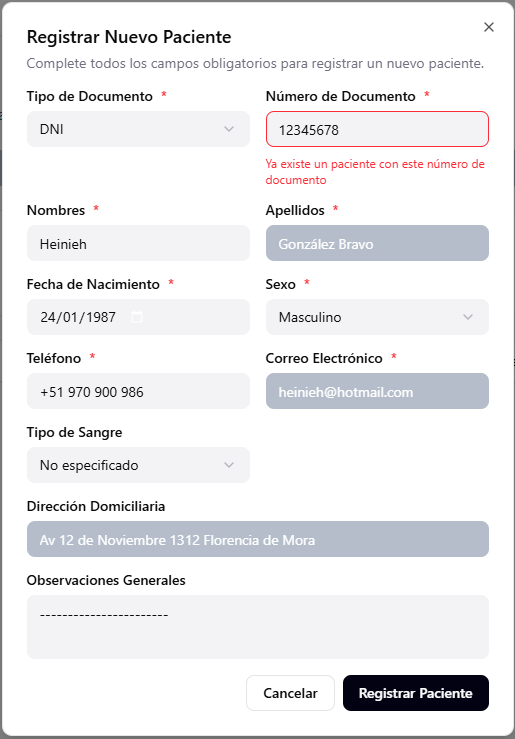 Registrar Nuevo Paciente
Complete todos los campos obligatorios para registrar un nuevo paciente.
Tipo de Documento *
Número de Documento *
DNI
12345678
Ya existe un paciente con este número de
documento
Nombres *
Apellidos *
Heinieh
González Bravo
Fecha de Nacimiento *
Sexo *
24/01/1987
Masculino
Teléfono *
Correo Electrónico *
+51 970 900 986
heinieh@hotmail.com
Tipo de Sangre
No especificado
Dirección Domiciliaria
Av 12 de Noviembre 1312 Florencia de Mora
Observaciones Generales
-----------------------
Cancelar
Registrar Paciente